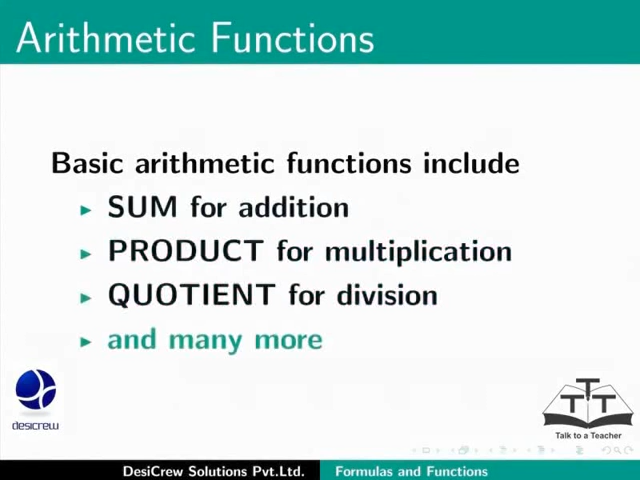 Arithmetic Functions
Basic arithmetic functions include
SUM for addition
PRODUCT for multiplication
QUOTIENT for division
and many more
desicrew
TTT
Talk to a Teacher
DesiCrew Solutions Pvt.Ltd.
Formulas and Functions